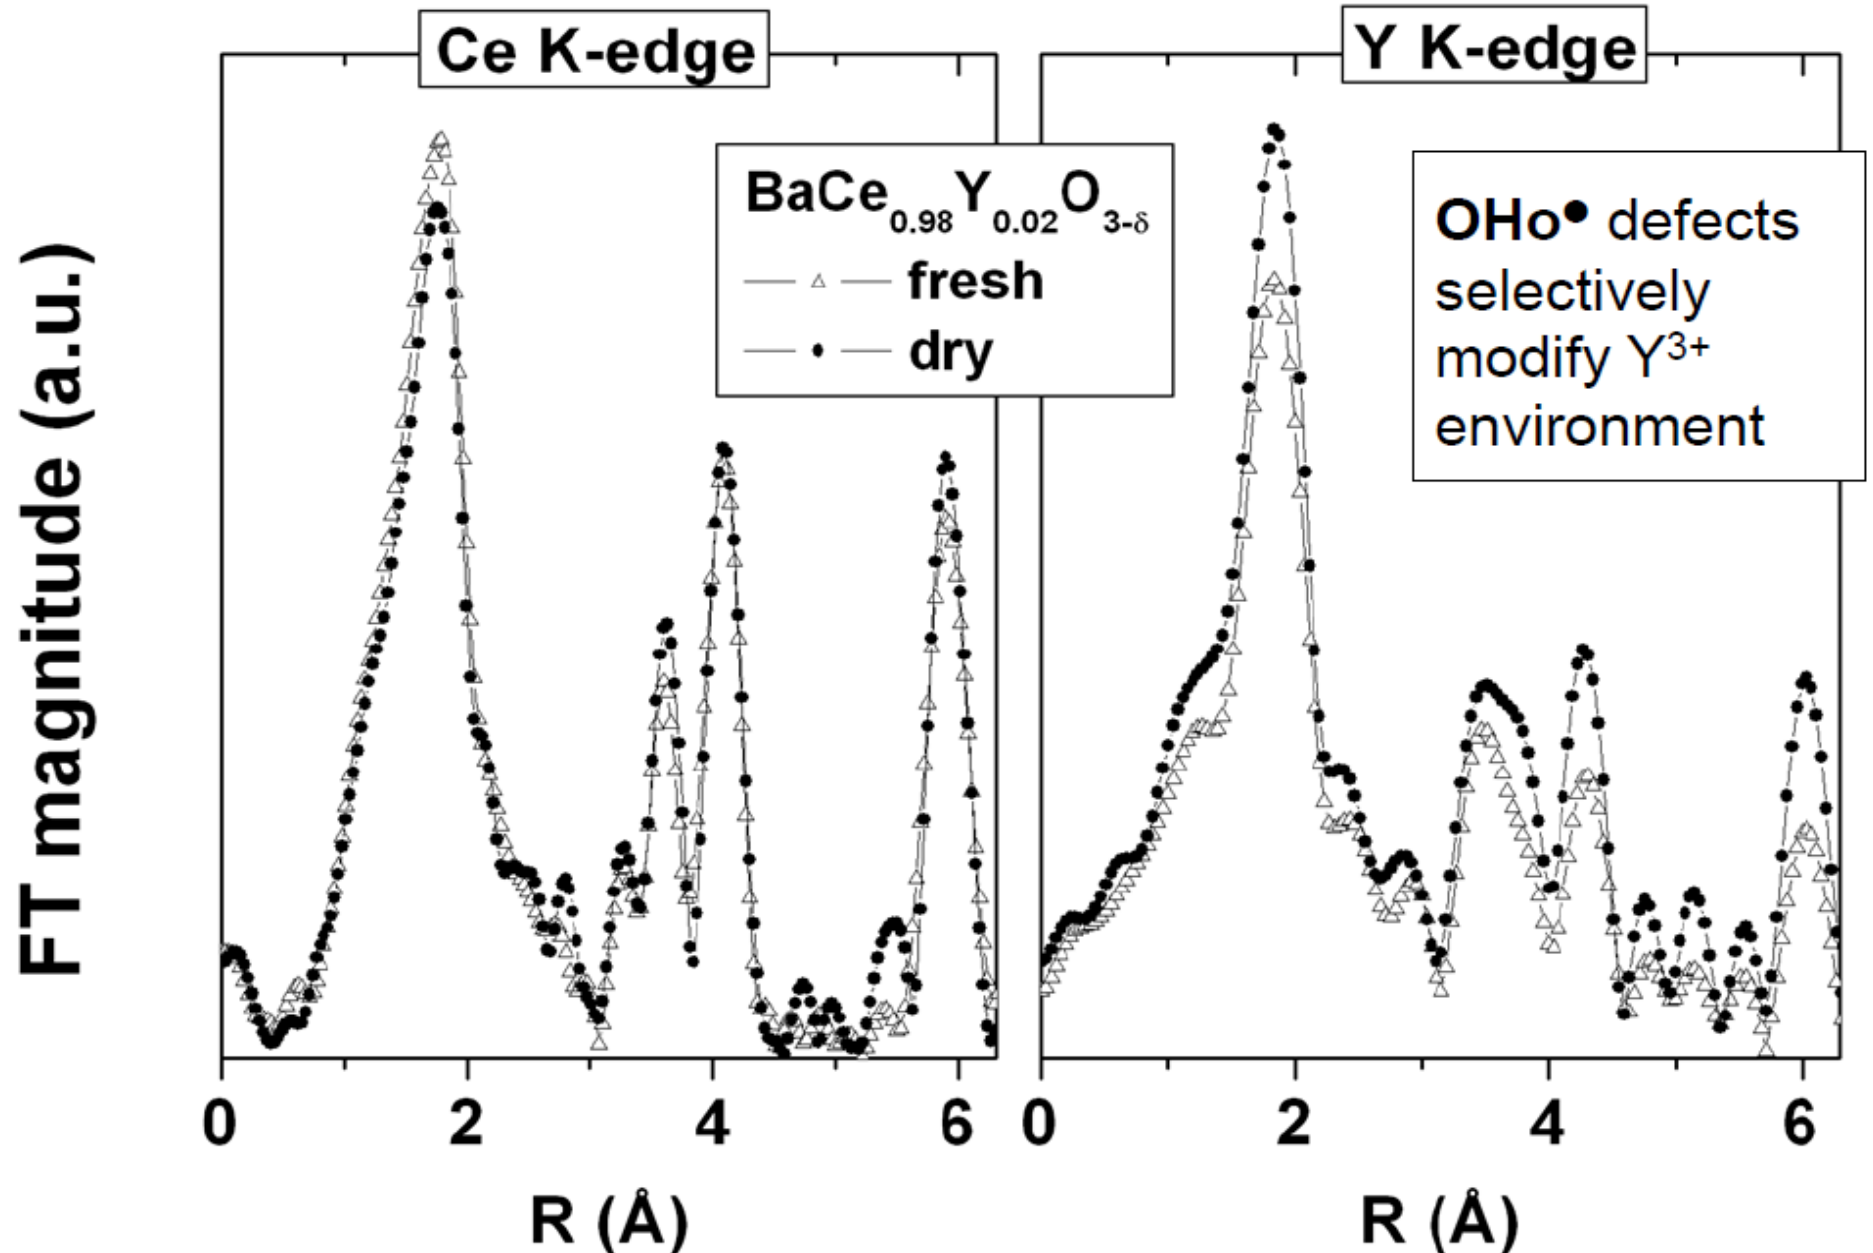 Ce K-edge
Y K-edge
BaCe0.98Y0.02O3-δ
fresh
dry
OHo● defects
selectively
modify Y3+
environment
FT magnitude (a.u.)
0 2 4 6
0 2 4 6
R (Å)
R (Å)